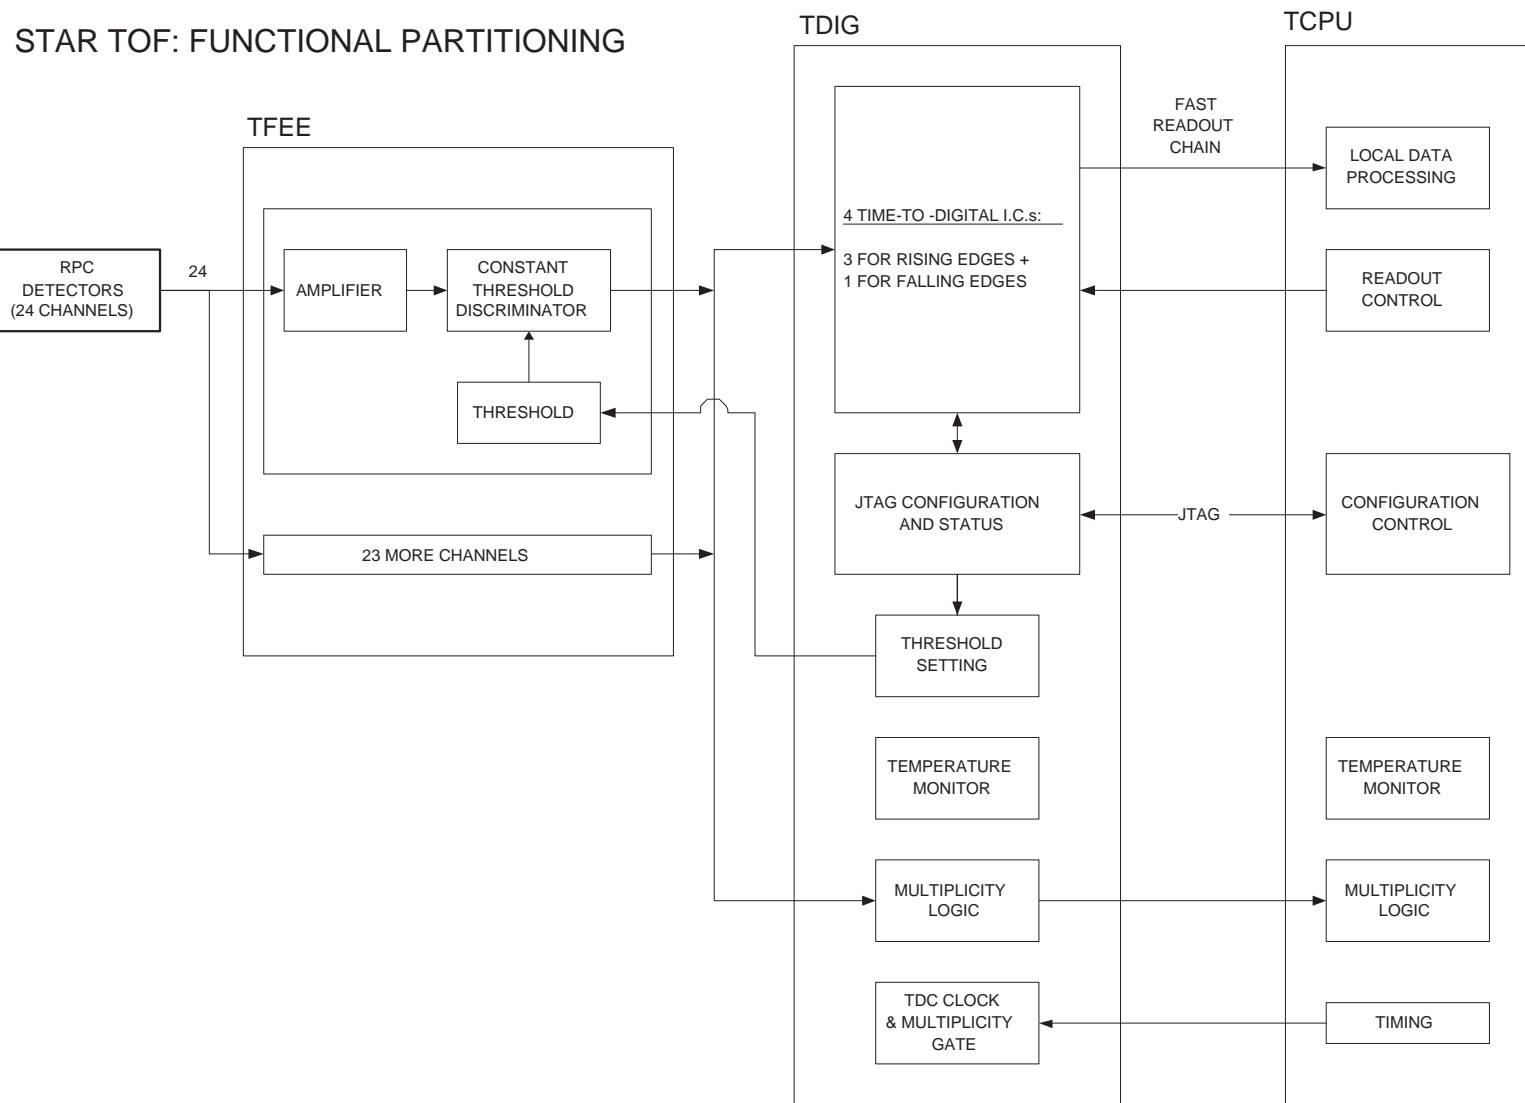 STAR TOF: FUNCTIONAL PARTITIONING
TFEE
TDIG
TCPU
RPC
DETECTORS
(24 CHANNELS)
24
AMPLIFIER
CONSTANT
THRESHOLD
DISCRIMINATOR
THRESHOLD
23 MORE CHANNELS
4 TIME-TO -DIGITAL I.C.s:
3 FOR RISING EDGES +
1 FOR FALLING EDGES
JTAG CONFIGURATION
AND STATUS
THRESHOLD
SETTING
TEMPERATURE
MONITOR
MULTIPLICITY
LOGIC
TDC CLOCK
& MULTIPLICITY
GATE
FAST
READOUT
CHAIN
JTAG
LOCAL DATA
PROCESSING
READOUT
CONTROL
CONFIGURATION
CONTROL
TEMPERATURE
MONITOR
MULTIPLICITY
LOGIC
TIMING